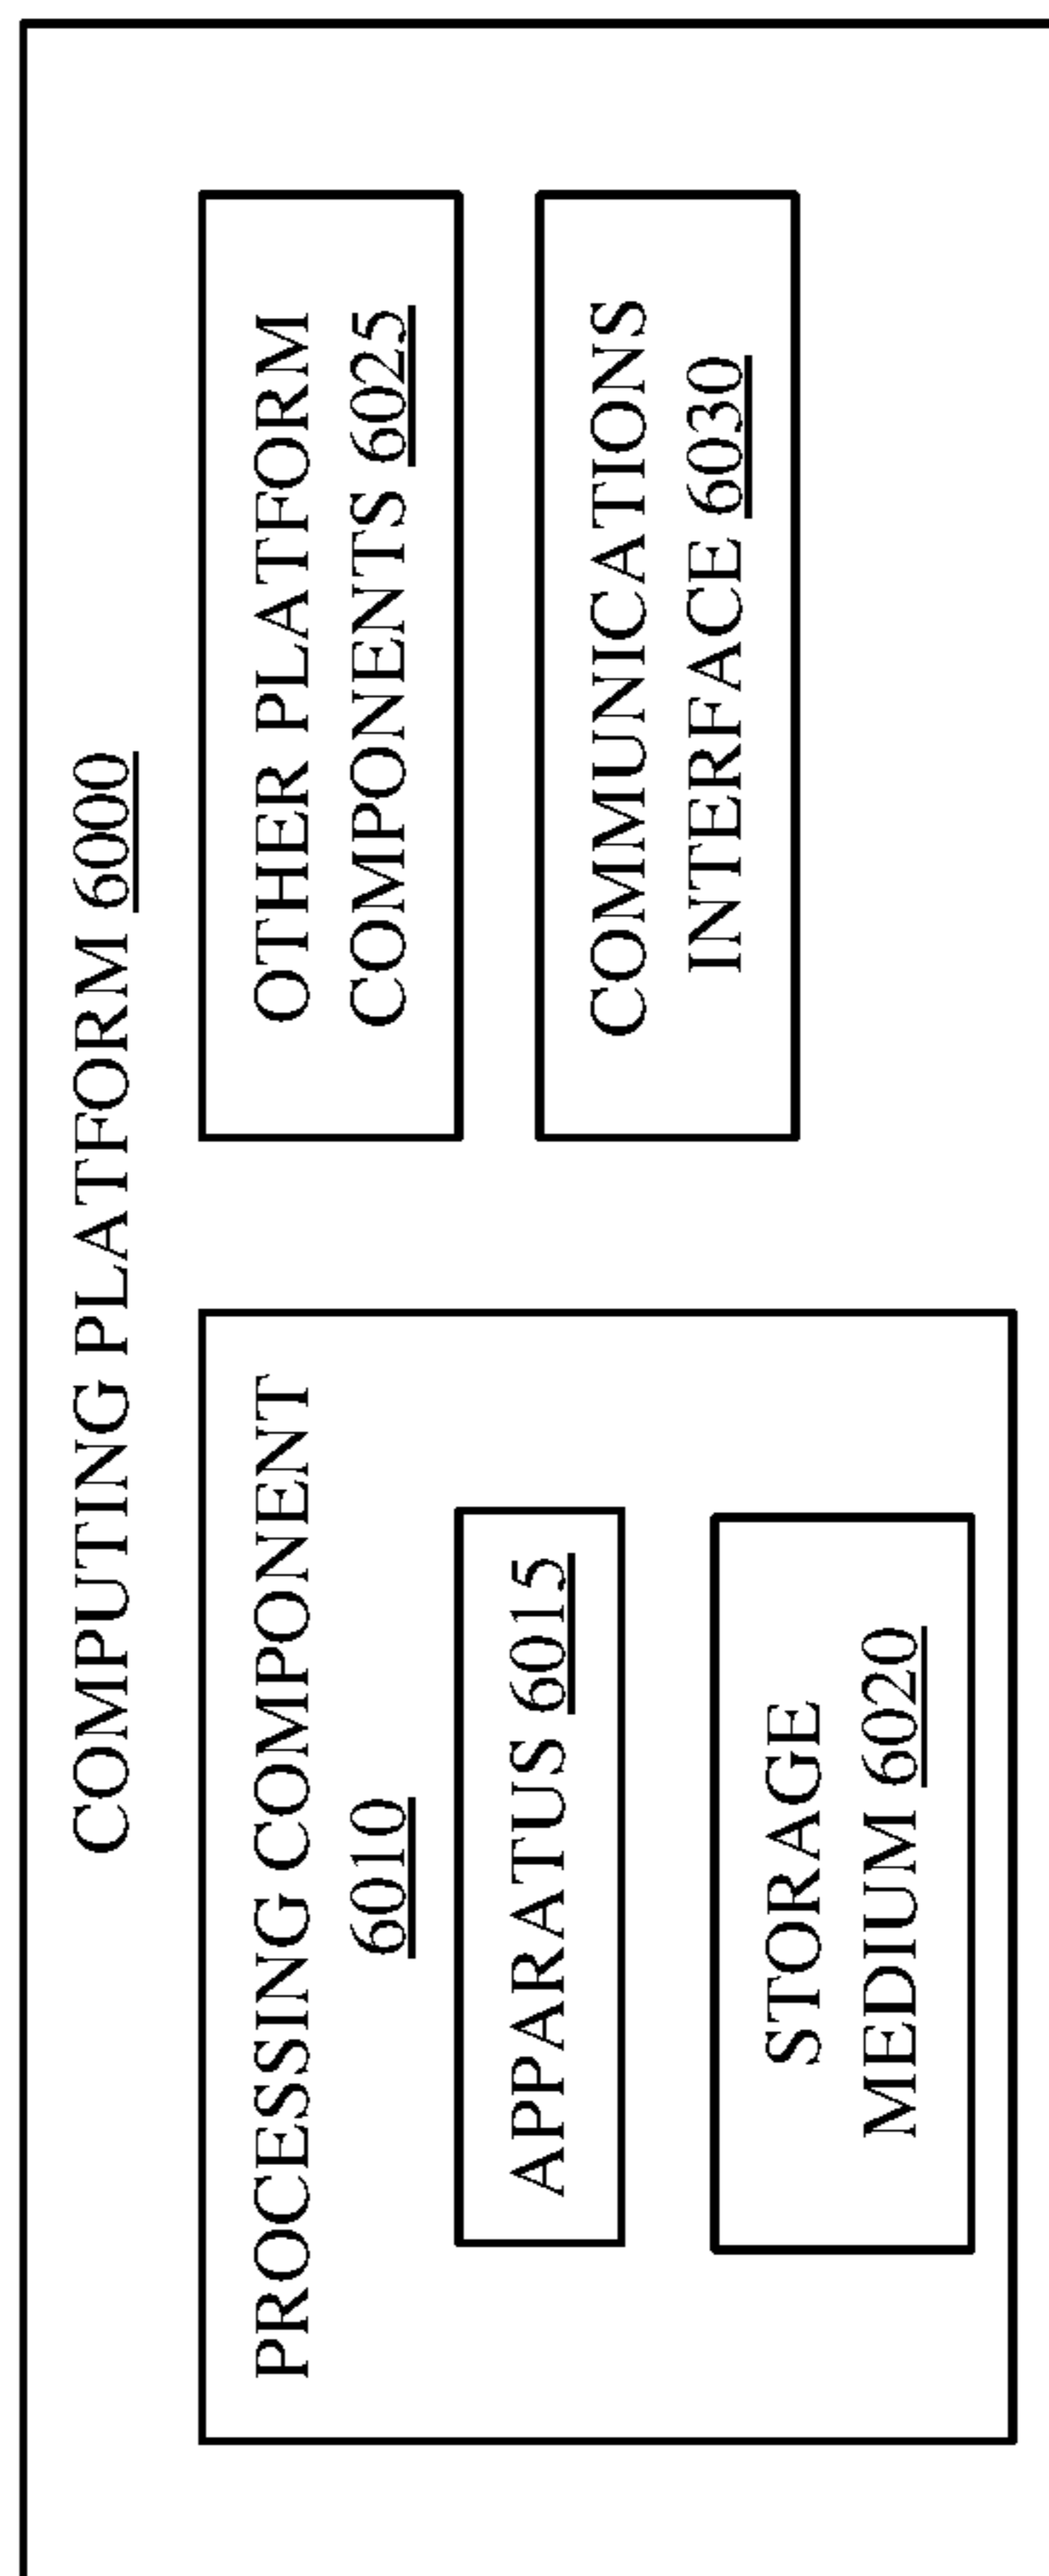 COMPUTING PLATFORM 6000
PROCESSING COMPONENT
6010
APPARATUS 6015
STORAGE
MEDIUM 6020
OTHER PLATFORM
COMPONENTS 6025
COMMUNICATIONS
INTERFACE 6030